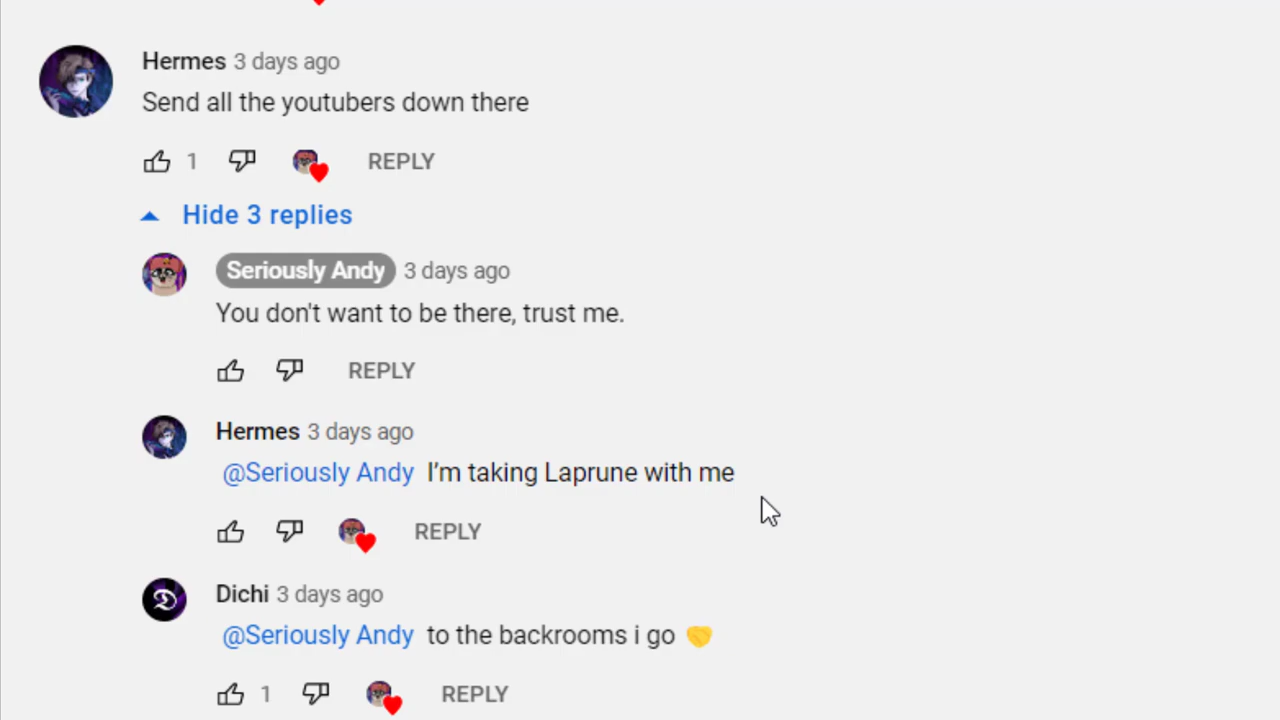 Hermes 3 days ago
Send all the youtubers down there
1 REPLY
Hide 3 replies
Seriously Andy 3 days ago
You don't want to be there, trust me.
REPLY
Hermes 3 days ago
@Seriously Andy I’m taking Laprune with me
REPLY
Dichi 3 days ago
@Seriously Andy to the backrooms i go 🤝
1 REPLY